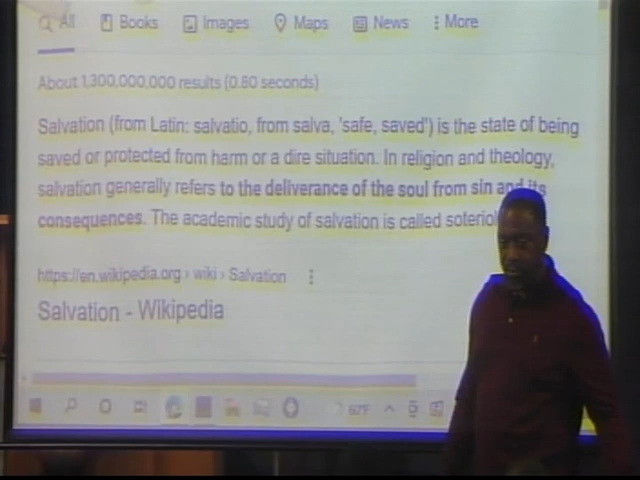 All Books Images Maps News More
About 1,300,000,000 results (0.60 seconds)
Salvation (from Latin: salvatio, from salva, 'safe, saved') is the state of being
saved or protected from harm or a dire situation. In religion and theology,
salvation generally refers to the deliverance of the soul from sin and its
consequences. The academic study of salvation is called
https://en.wikipedia.org › wiki › Salvation
Salvation - Wikipedia